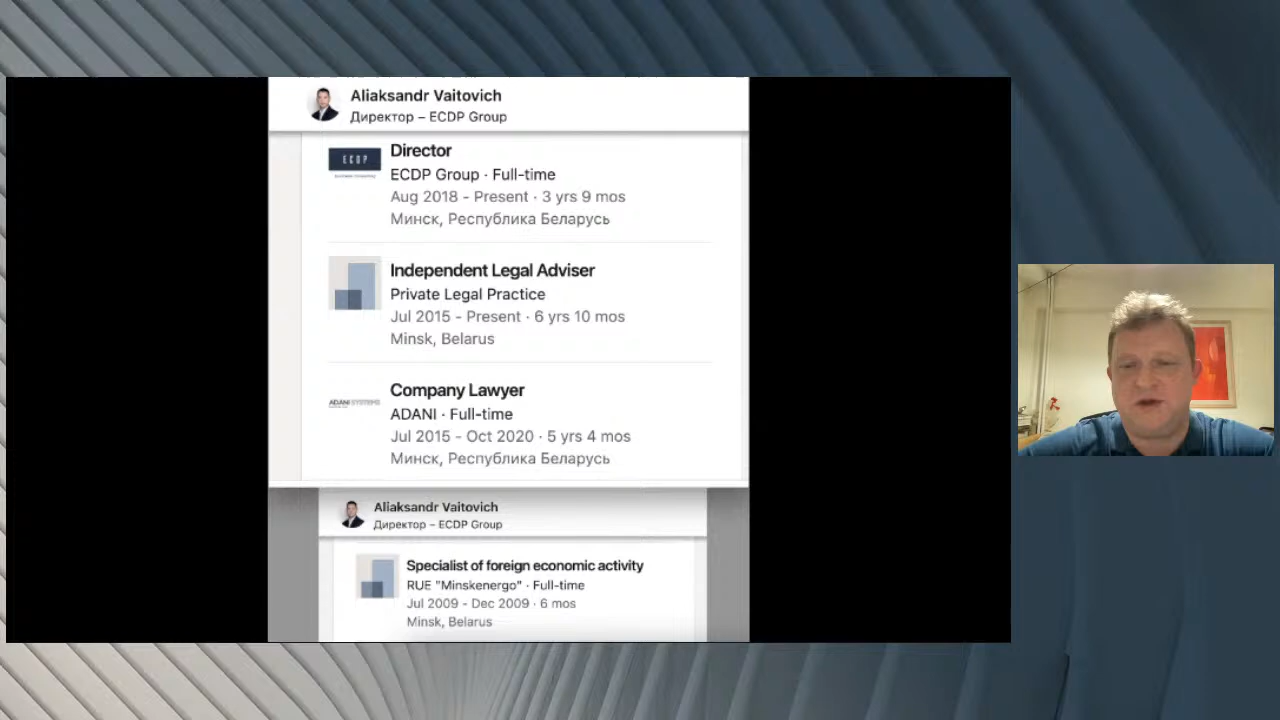 Aliaksandr Vaitovich
Директор – ECDP Group
ECDP
Director
ECDP Group · Full-time
Aug 2018 - Present · 3 yrs 9 mos
Минск, Республика Беларусь
Independent Legal Adviser
Private Legal Practice
Jul 2015 - Present · 6 yrs 10 mos
Minsk, Belarus
ADANI SYSTEMS
Company Lawyer
ADANI · Full-time
Jul 2015 - Oct 2020 · 5 yrs 4 mos
Минск, Республика Беларусь
Aliaksandr Vaitovich
Директор – ECDP Group
Specialist of foreign economic activity
RUE "Minskenergo" · Full-time
Jul 2009 - Dec 2009 · 6 mos
Minsk, Belarus